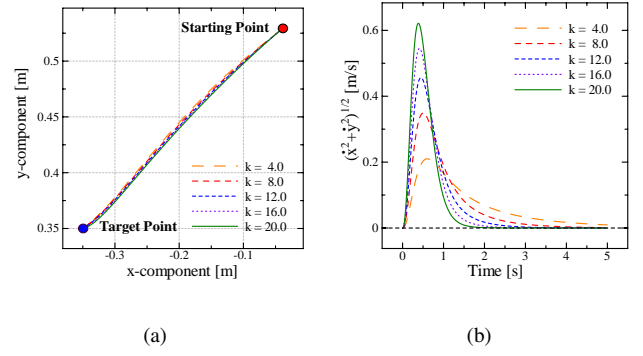 Starting Point
0.5
0.45
0.4
0.35
y-component [m]
k = 4.0
k = 8.0
k = 12.0
k = 16.0
k = 20.0
Target Point
-0.3
-0.2
-0.1
x-component [m]
(a)
k = 4.0
k = 8.0
k = 12.0
k = 16.0
k = 20.0
0.6
0.4
0.2
0
(ẋ²+ẏ²)^1/2 [m/s]
0 1 2 3 4 5
Time [s]
(b)